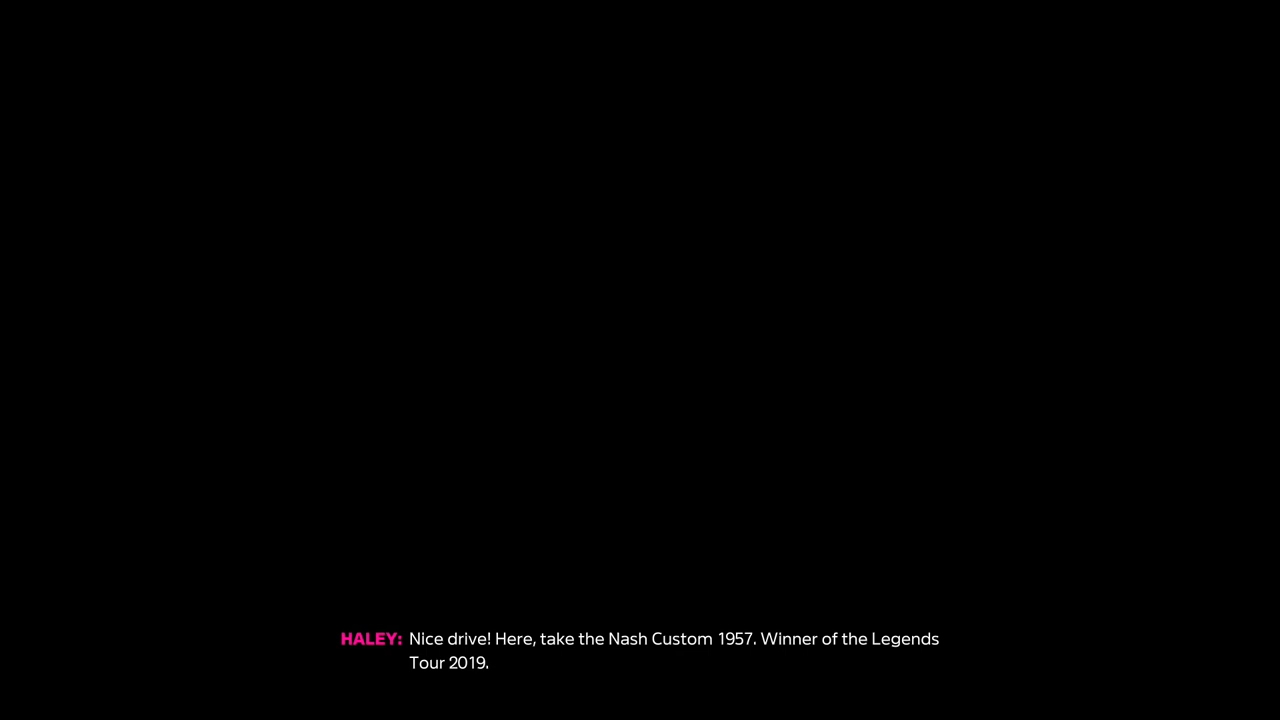 HALEY: Nice drive! Here, take the Nash Custom 1957. Winner of the Legends
Tour 2019.